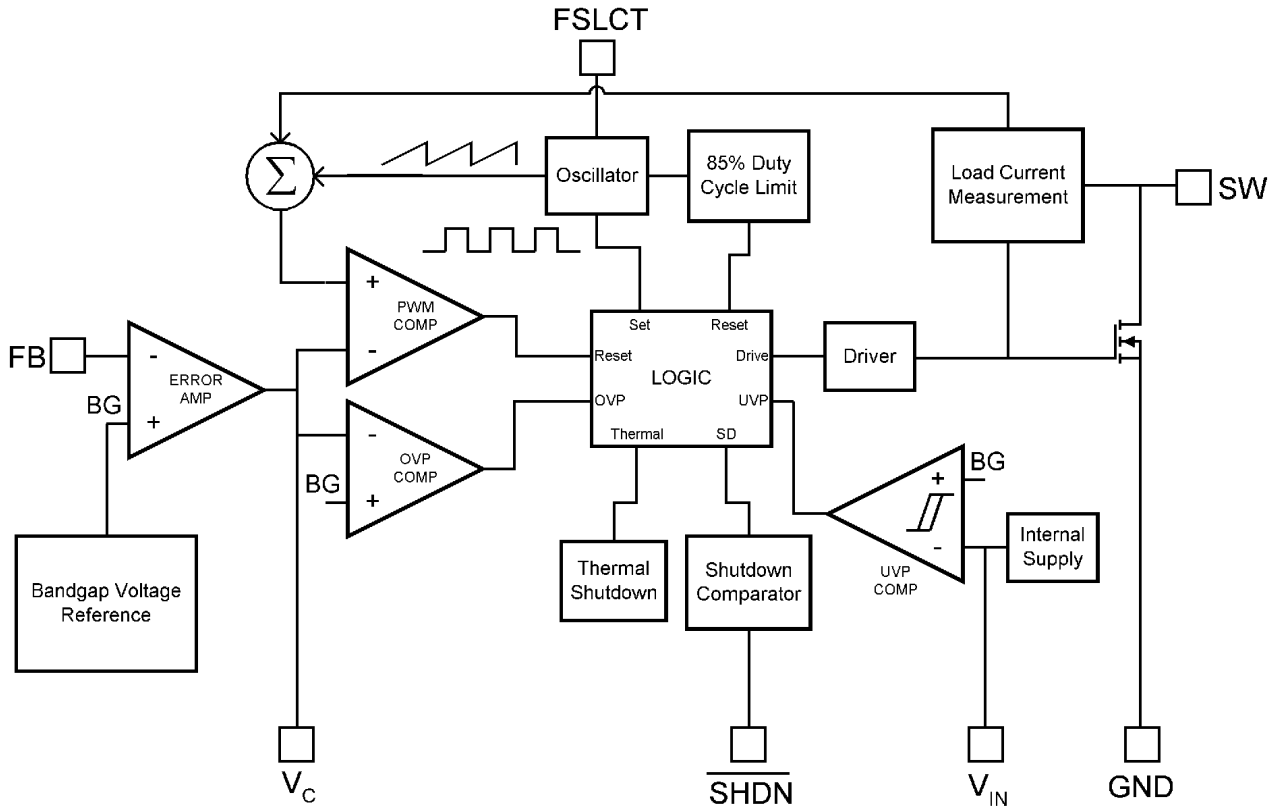 FSLCT
Σ
Oscillator
85% Duty
Cycle Limit
Load Current
Measurement
SW
+
PWM
COMP
-
Set
Reset
FB
-
ERROR
AMP
BG
+
Reset
Drive
LOGIC
OVP
UVP
Thermal
SD
Driver
-
OVP
COMP
BG
+
+
BG
-
UVP
COMP
Internal
Supply
Bandgap Voltage
Reference
Thermal
Shutdown
Shutdown
Comparator
VC
SHDN
VIN
GND